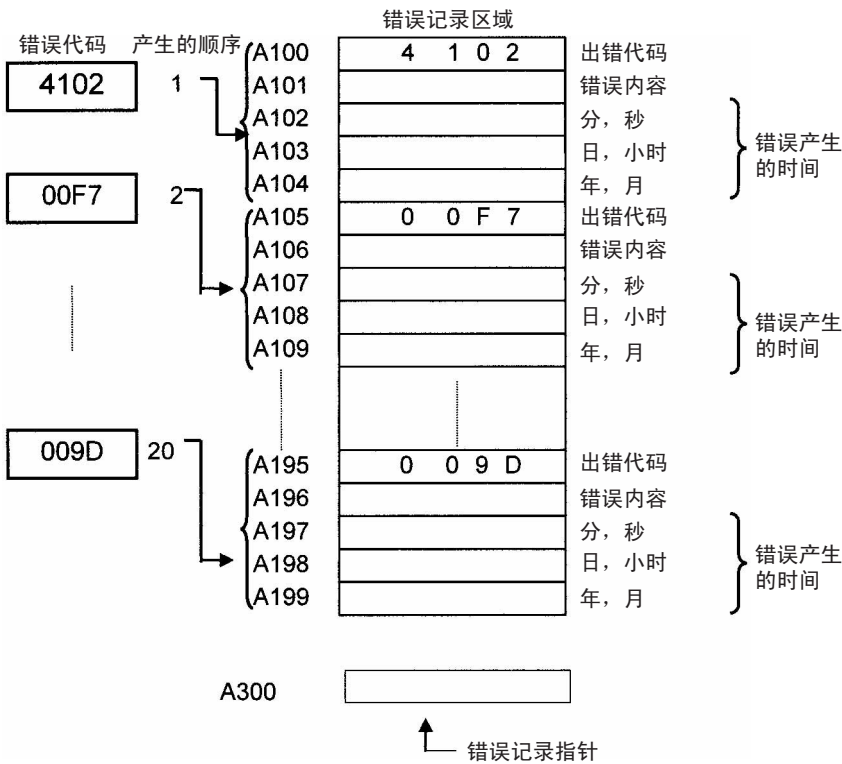 错误记录区域
错误代码 产生的顺序 A100 4 1 0 2 出错代码
4102 1 A101 错误内容
A102 分，秒
A103 日，小时 错误产生的时间
A104 年，月
00F7 2 A105 0 0 F 7 出错代码
A106 错误内容
A107 分，秒
A108 日，小时 错误产生的时间
A109 年，月
009D 20 A195 0 0 9 D 出错代码
A196 错误内容
A197 分，秒
A198 日，小时 错误产生的时间
A199 年，月
A300
错误记录指针